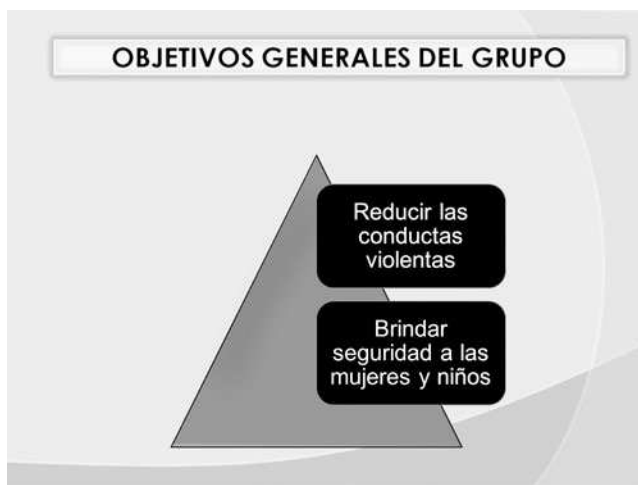 OBJETIVOS GENERALES DEL GRUPO
Reducir las
conductas
violentas
Brindar
seguridad a las
mujeres y niños